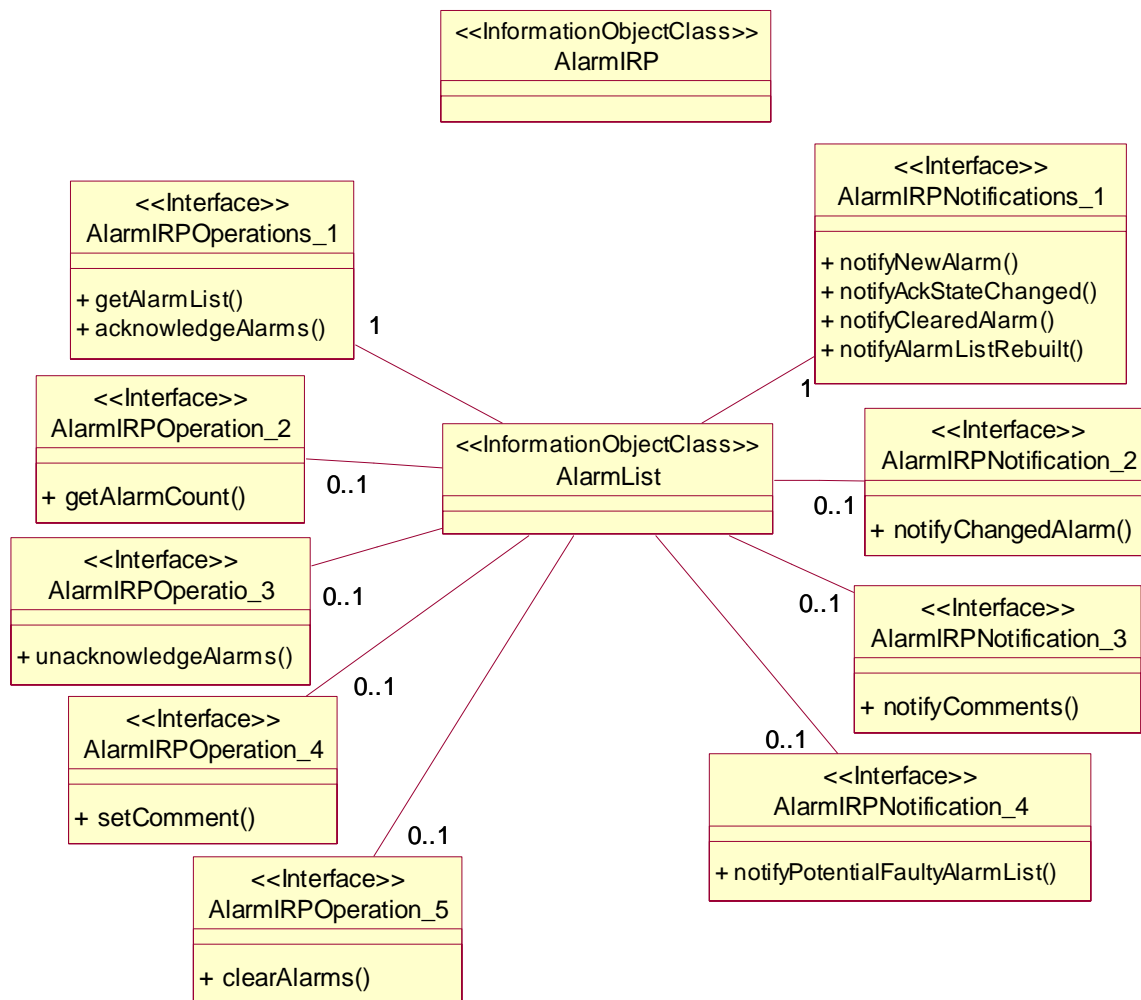 <<InformationObjectClass>>
AlarmIRP
<<Interface>>
AlarmIRPOperations_1
+ getAlarmList()
+ acknowledgeAlarms()
1
<<Interface>>
AlarmIRPNotifications_1
+ notifyNewAlarm()
+ notifyAckStateChanged()
+ notifyClearedAlarm()
+ notifyAlarmListRebuilt()
1
<<Interface>>
AlarmIRPOperation_2
+ getAlarmCount()
0..1
<<InformationObjectClass>>
AlarmList
<<Interface>>
AlarmIRPNotification_2
+ notifyChangedAlarm()
0..1
<<Interface>>
AlarmIRPOperatio_3
+ unacknowledgeAlarms()
0..1
<<Interface>>
AlarmIRPNotification_3
+ notifyComments()
0..1
<<Interface>>
AlarmIRPOperation_4
+ setComment()
0..1
<<Interface>>
AlarmIRPNotification_4
+ notifyPotentialFaultyAlarmList()
0..1
<<Interface>>
AlarmIRPOperation_5
+ clearAlarms()
0..1